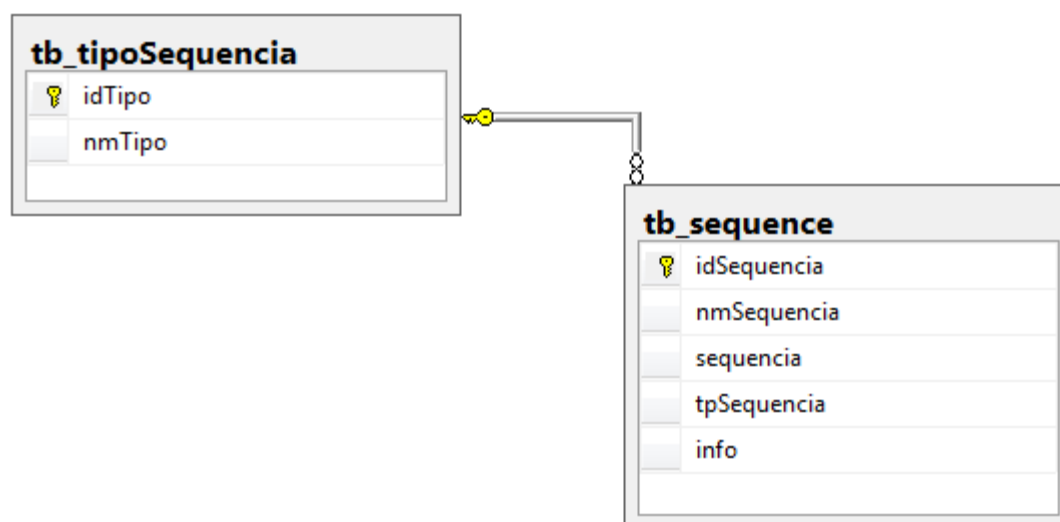 tb_tipoSequencia
idTipo
nmTipo
tb_sequence
idSequencia
nmSequencia
sequencia
tpSequencia
info